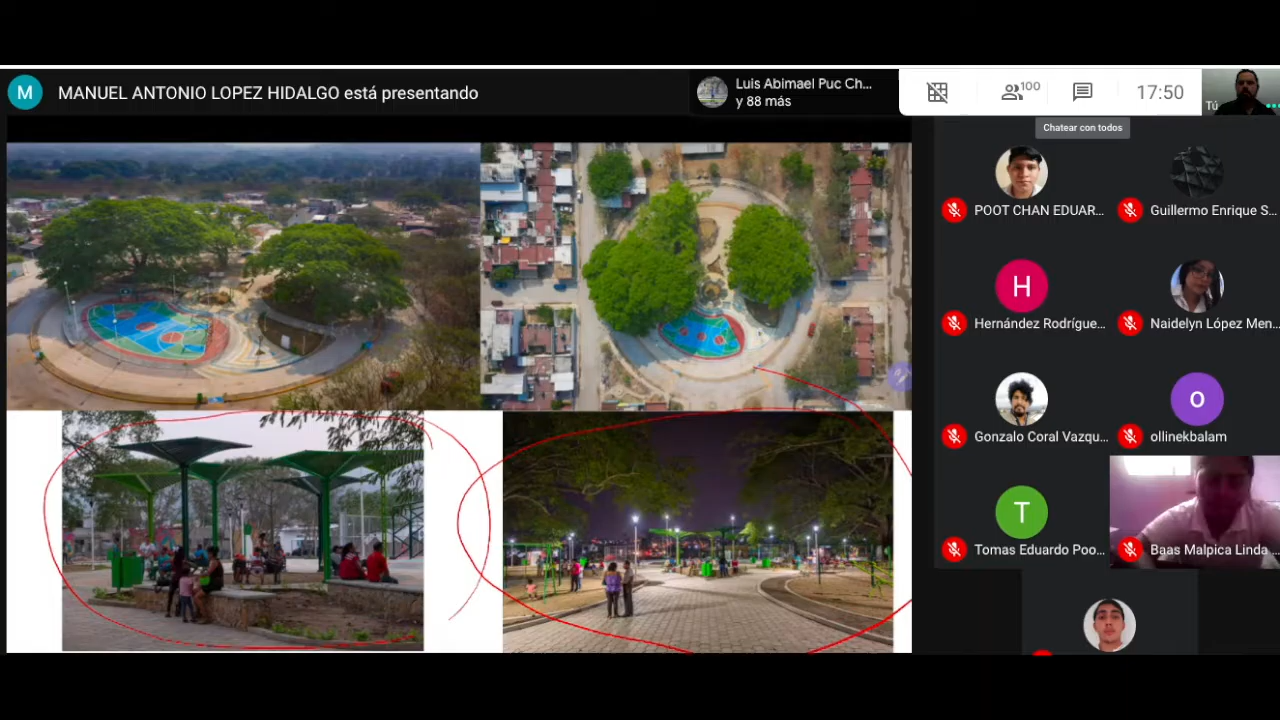 M
MANUEL ANTONIO LOPEZ HIDALGO está presentando
Luis Abimael Puc Ch...
y 88 más
100
17:50
Tú
Chatear con todos
POOT CHAN EDUAR...
Guillermo Enrique S...
H
Hernández Rodrígue...
Naidelyn López Men...
Gonzalo Coral Vazqu...
o
ollinekbalam
T
Tomas Eduardo Poo...
Baas Malpica Linda